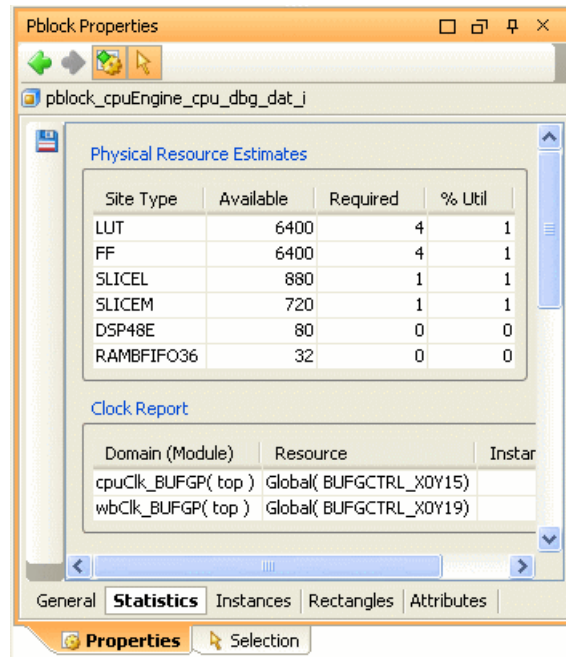 Pblock Properties
pblock_cpuEngine_cpu_dbg_dat_i
Physical Resource Estimates
Site Type Available Required % Util
LUT 6400 4 1
FF 6400 4 1
SLICEL 880 1 1
SLICEM 720 1 1
DSP48E 80 0 0
RAMBFIFO36 32 0 0
Clock Report
Domain (Module) Resource Instar
cpuClk_BUFGP( top ) Global( BUFGCTRL_X0Y15)
wbClk_BUFGP( top ) Global( BUFGCTRL_X0Y19)
General Statistics Instances Rectangles Attributes
Properties Selection